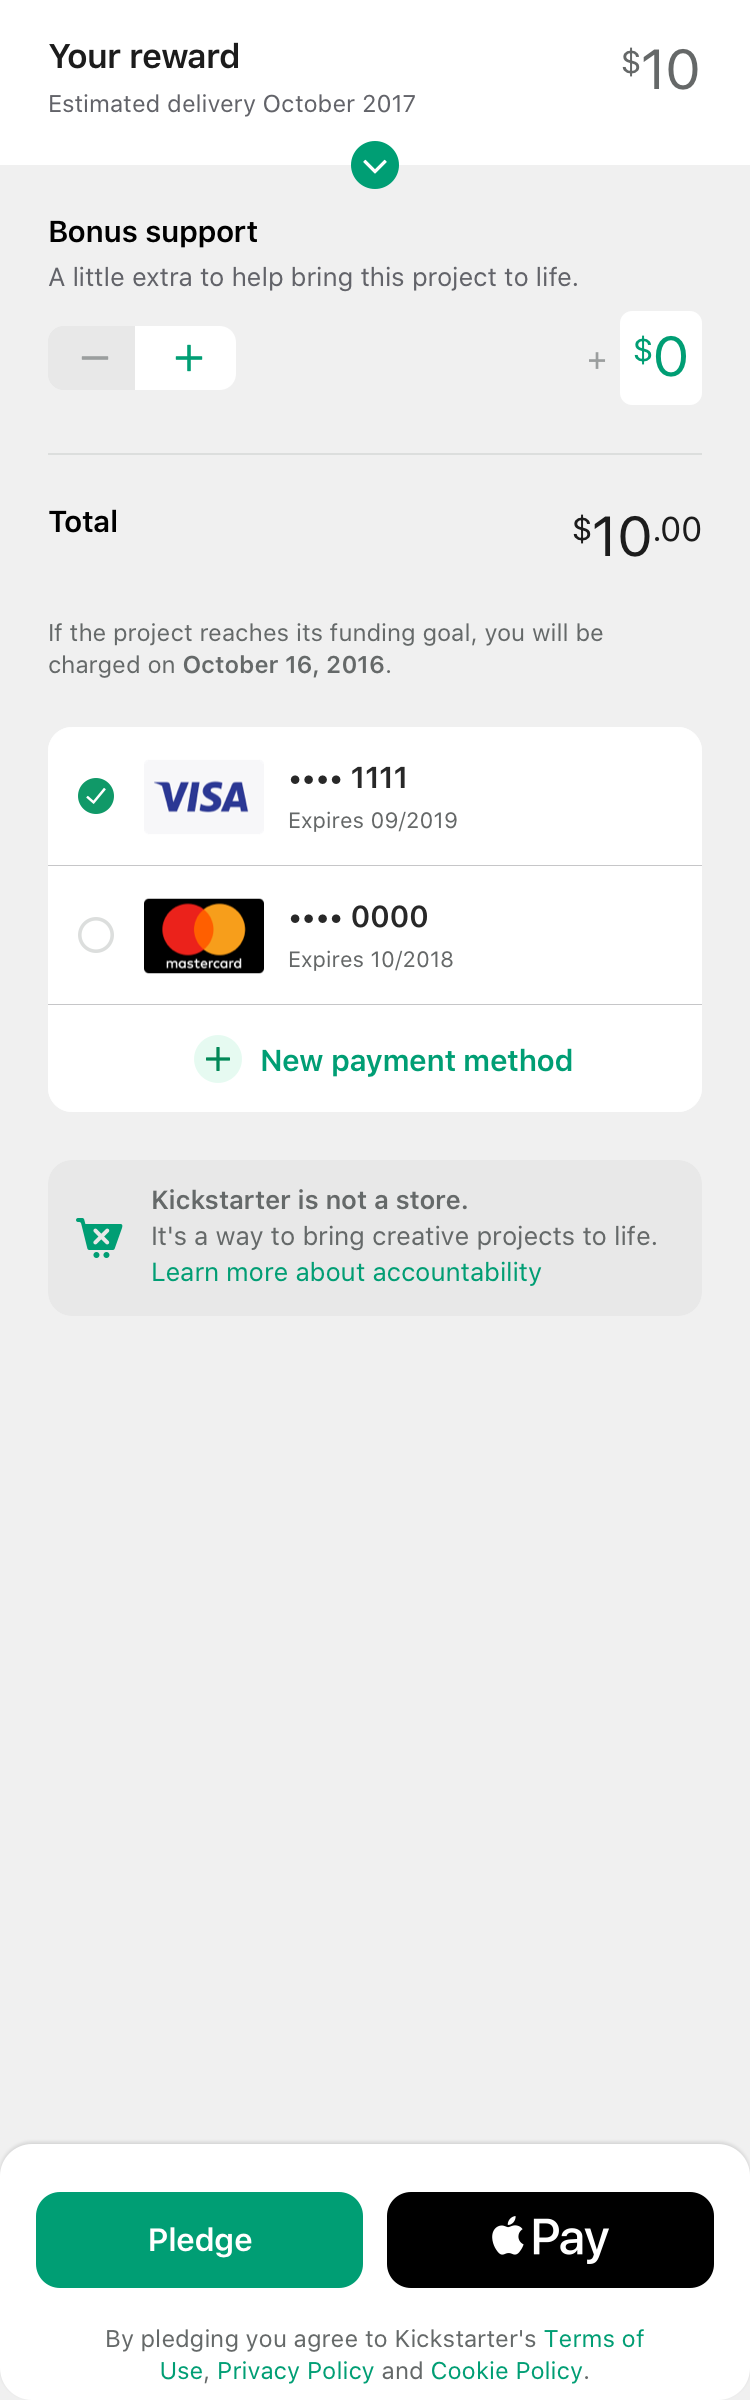 Your reward
$10
Estimated delivery October 2017
Bonus support
A little extra to help bring this project to life.
− +
+ $0
Total
$10.00
If the project reaches its funding goal, you will be
charged on October 16, 2016.
VISA
•••• 1111
Expires 09/2019
mastercard
•••• 0000
Expires 10/2018
+ New payment method
Kickstarter is not a store.
It's a way to bring creative projects to life.
Learn more about accountability
Pledge
Pay
By pledging you agree to Kickstarter's Terms of
Use, Privacy Policy and Cookie Policy.